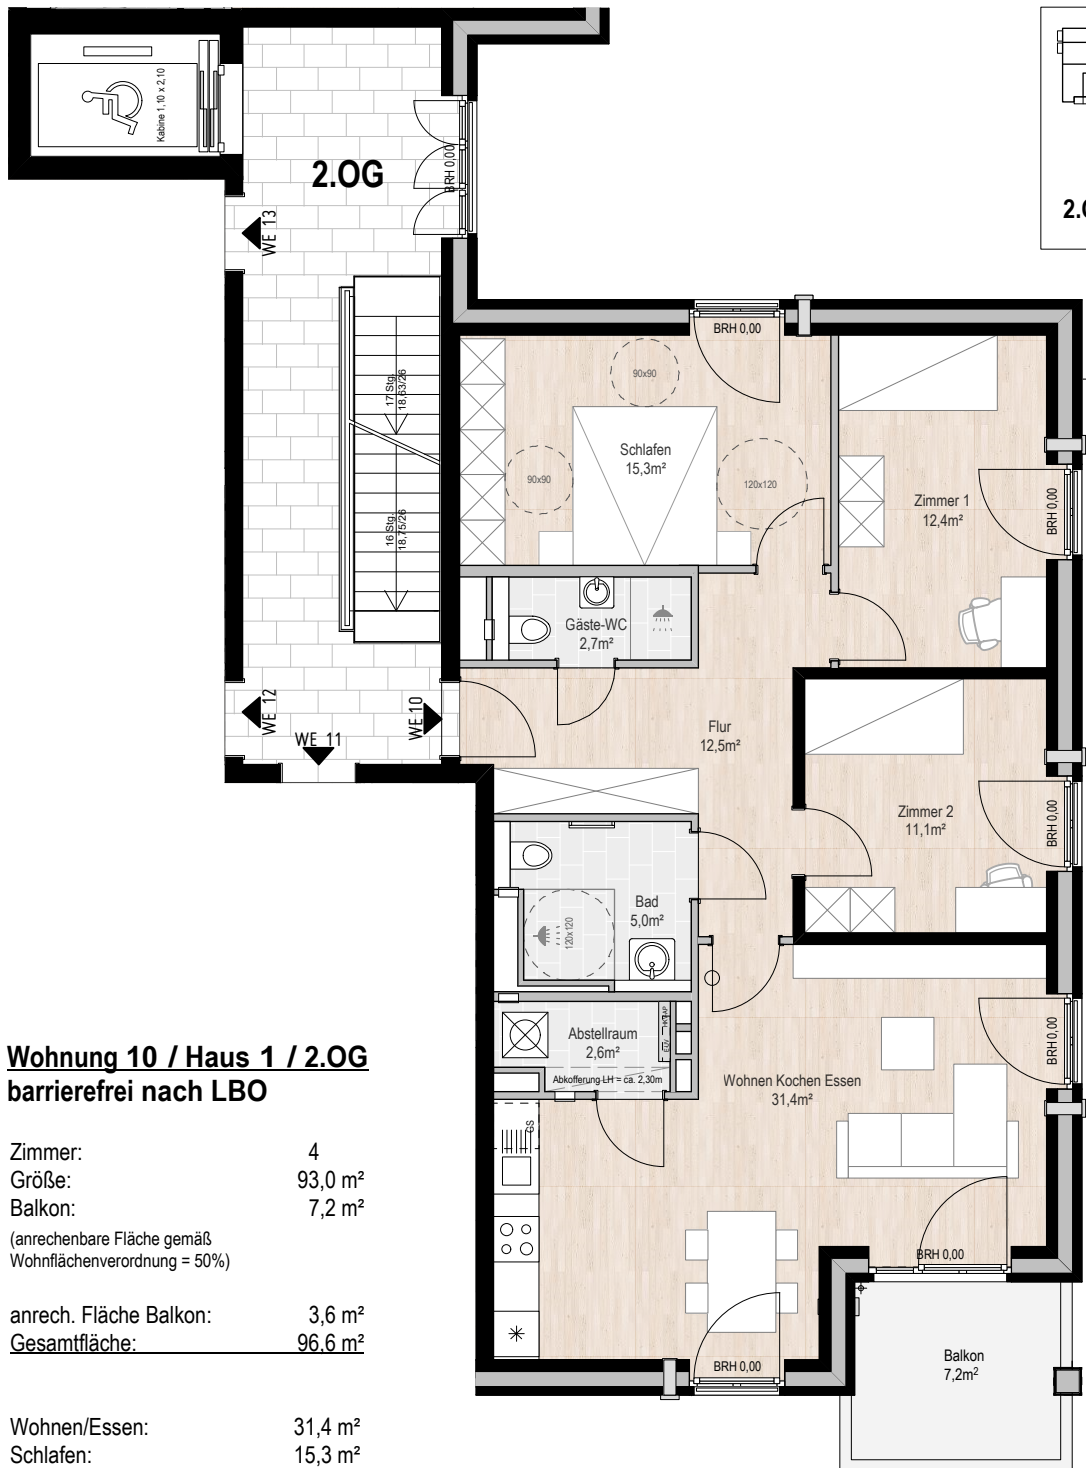 Kabine 1,10 x 2,10
2.OG
BRH 0,00
WE 13
17 Stg.
18,63/26
16 Stg.
18,75/26
WE 12
WE 11
WE 10
BRH 0,00
90x90
Schlafen
15,3m²
90x90
120x120
Zimmer 1
12,4m²
BRH 0,00
Gäste-WC
2,7m²
Flur
12,5m²
Zimmer 2
11,1m²
BRH 0,00
Bad
5,0m²
120x120
Abstellraum
2,6m²
Abkofferung LH = ca. 2,30m
EUV
GS
Wohnen Kochen Essen
31,4m²
BRH 0,00
BRH 0,00
BRH 0,00
Balkon
7,2m²
Wohnung 10 / Haus 1 / 2.OG
barrierefrei nach LBO
Zimmer: 4
Größe: 93,0 m²
Balkon: 7,2 m²
(anrechenbare Fläche gemäß
Wohnflächenverordnung = 50%)
anrech. Fläche Balkon: 3,6 m²
Gesamtfläche: 96,6 m²
Wohnen/Essen: 31,4 m²
Schlafen: 15,3 m²